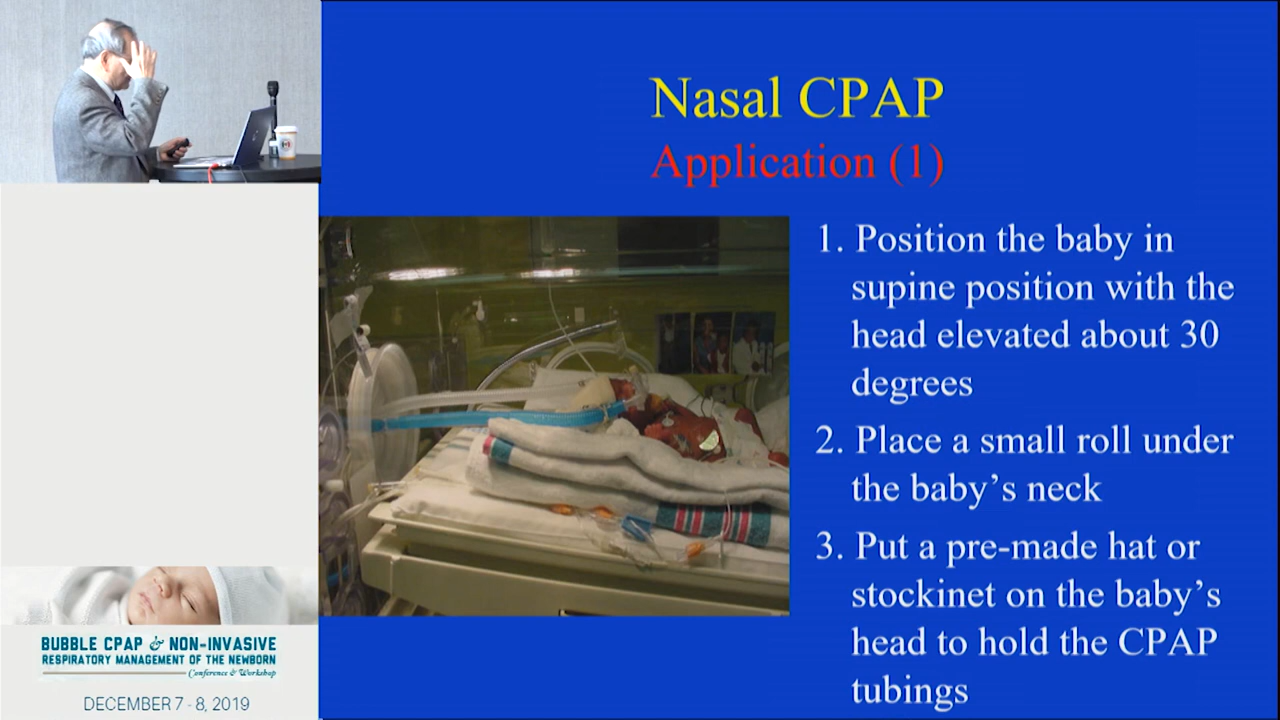 Nasal CPAP
Application (1)
1. Position the baby in
supine position with the
head elevated about 30
degrees
2. Place a small roll under
the baby's neck
3. Put a pre-made hat or
stockinet on the baby's
head to hold the CPAP
tubings
BUBBLE CPAP & NON-INVASIVE
RESPIRATORY MANAGEMENT OF THE NEWBORN
Conference & Workshop
DECEMBER 7 - 8, 2019